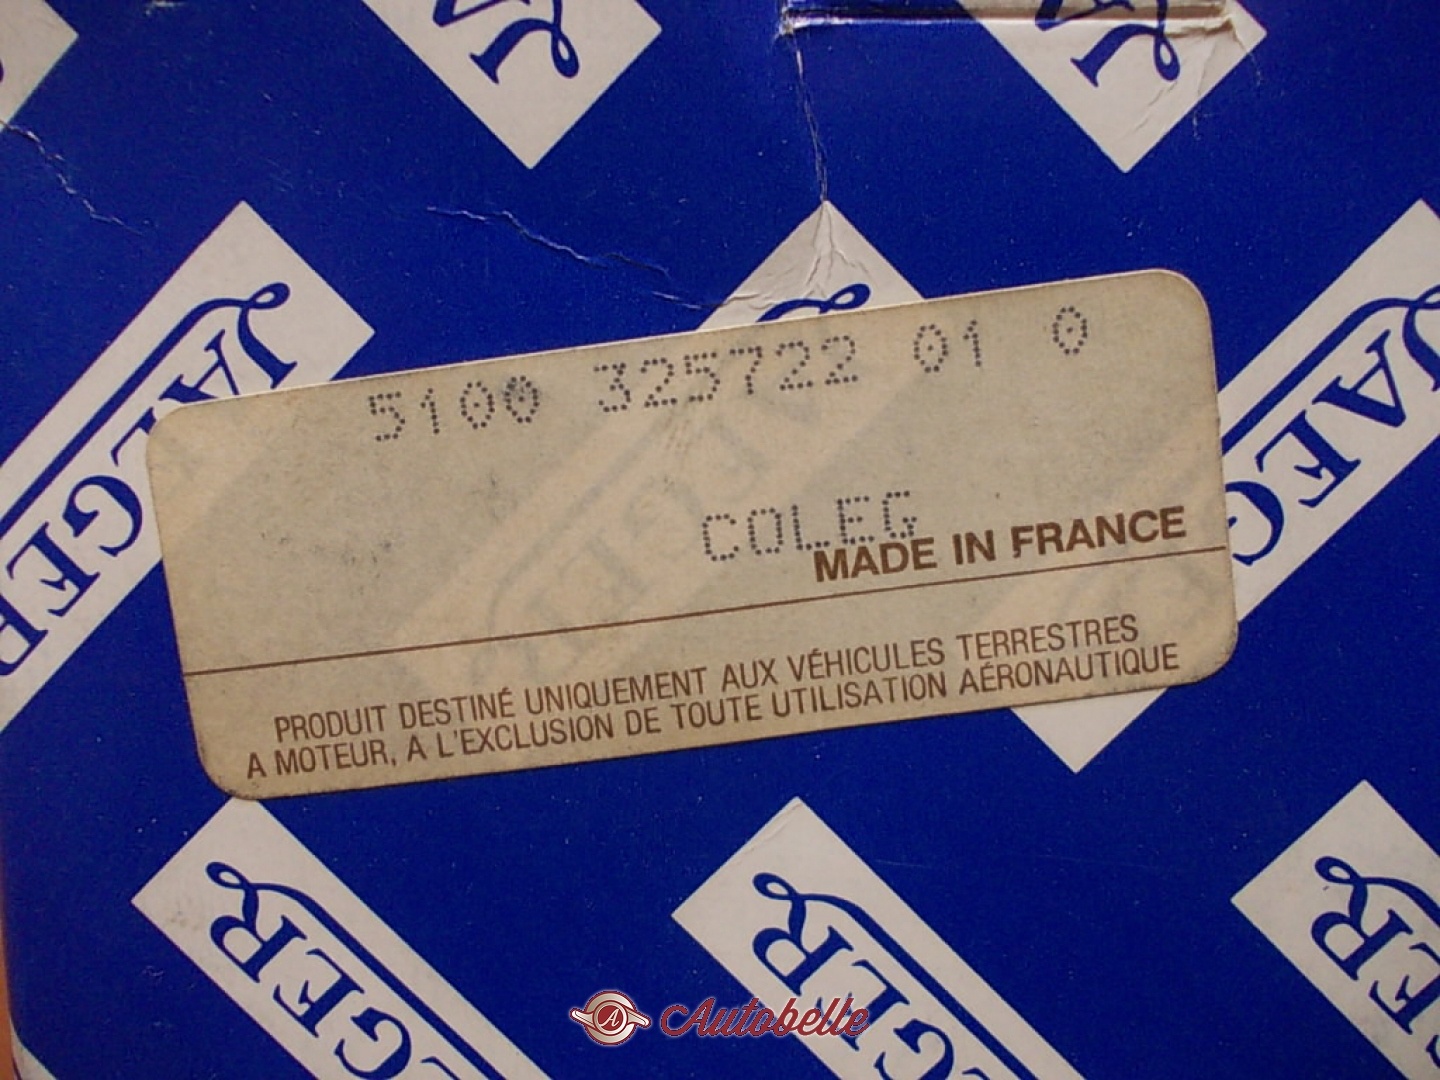 JAEGER
JAEGER
5100 325722 01 0
COLEG
MADE IN FRANCE
PRODUIT DESTINÉ UNIQUEMENT AUX VÉHICULES TERRESTRES
A MOTEUR, A L'EXCLUSION DE TOUTE UTILISATION AÉRONAUTIQUE
Autobelle